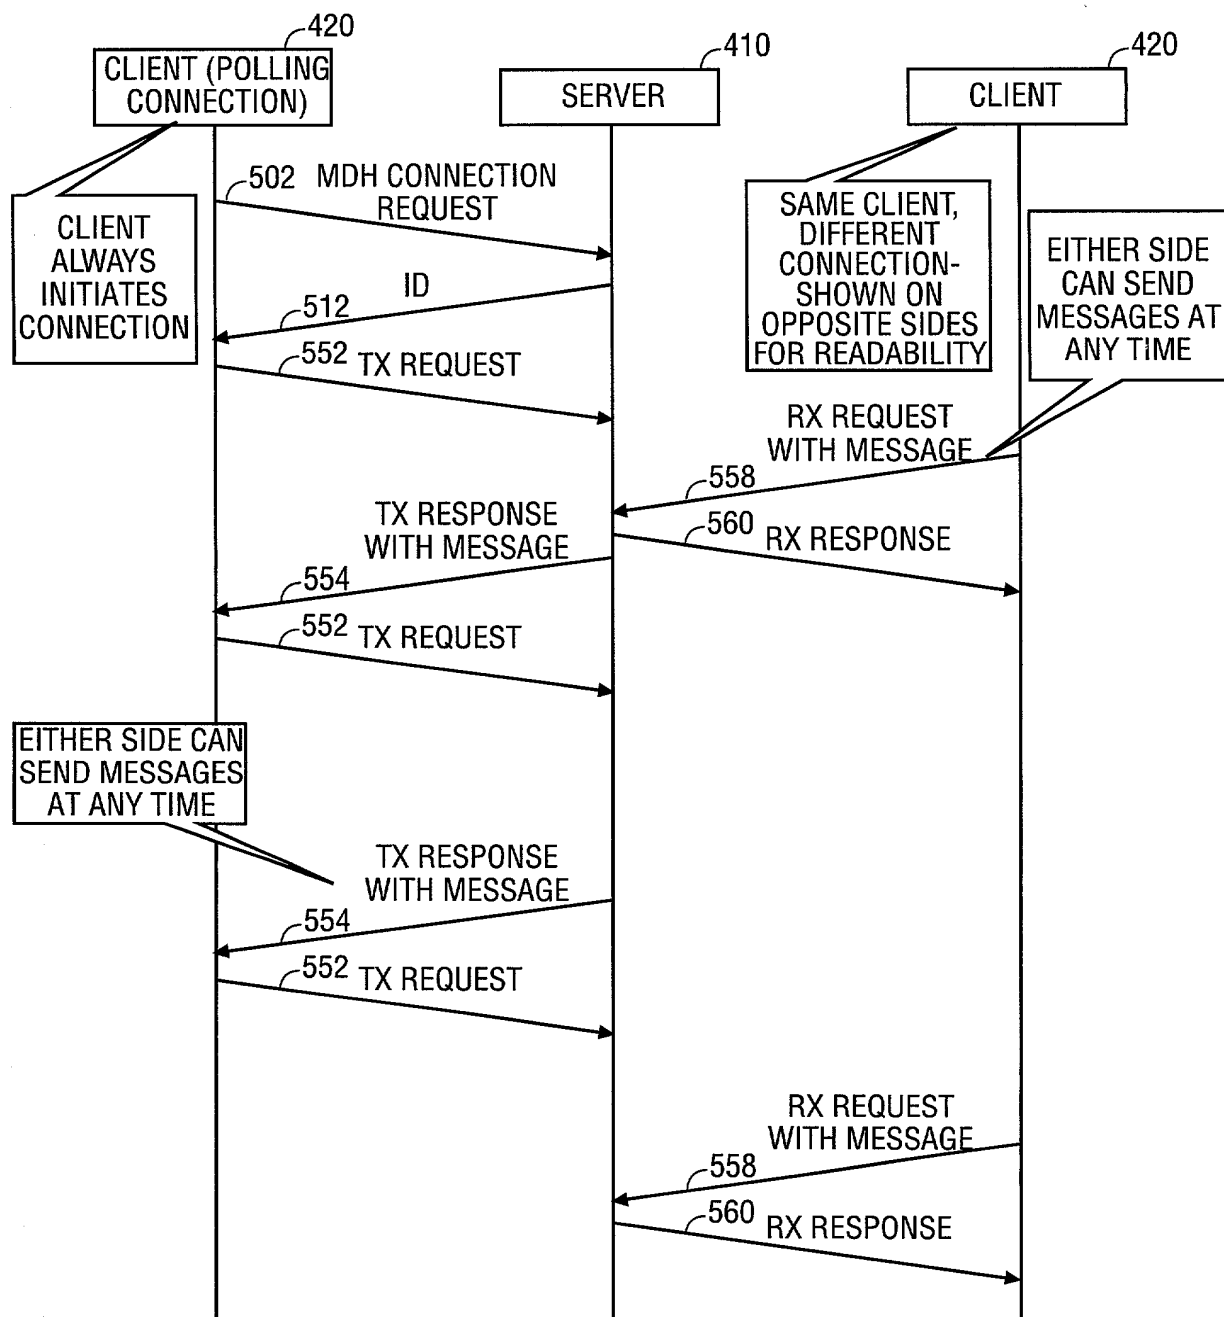 420
CLIENT (POLLING
CONNECTION)
410
SERVER
420
CLIENT
502
MDH CONNECTION
REQUEST
CLIENT
ALWAYS
INITIATES
CONNECTION
SAME CLIENT,
DIFFERENT
CONNECTION-
SHOWN ON
OPPOSITE SIDES
FOR READABILITY
EITHER SIDE
CAN SEND
MESSAGES AT
ANY TIME
ID
512
552
TX REQUEST
RX REQUEST
WITH MESSAGE
558
TX RESPONSE
WITH MESSAGE
560
RX RESPONSE
554
552
TX REQUEST
EITHER SIDE CAN
SEND MESSAGES
AT ANY TIME
TX RESPONSE
WITH MESSAGE
554
552
TX REQUEST
RX REQUEST
WITH MESSAGE
558
560
RX RESPONSE